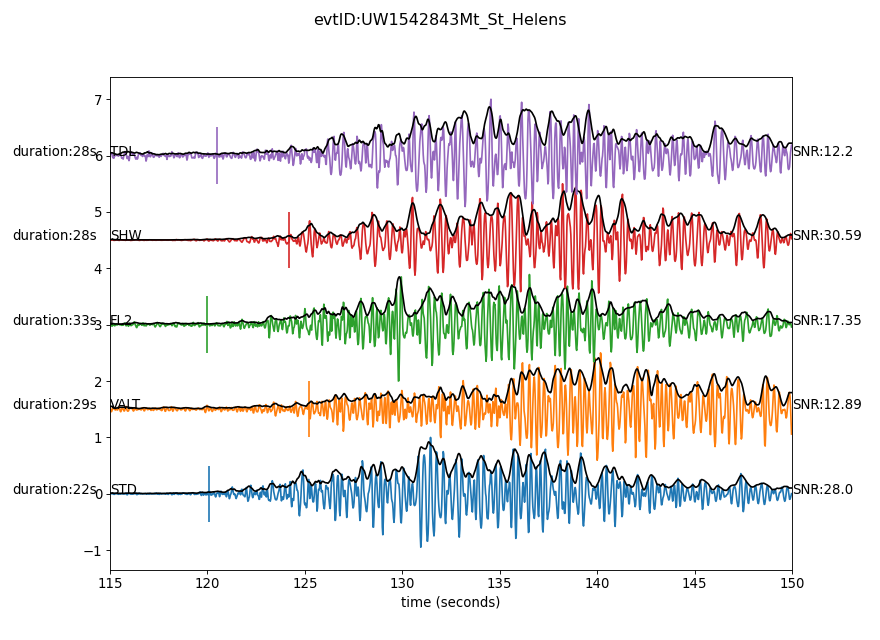 evtID:UW1542843Mt_St_Helens
7
duration:28s TDL 6 SNR:12.2
5
duration:28s SHW SNR:30.59
4
duration:33s 3 FL2 SNR:17.35
2
duration:29s VALT SNR:12.89
1
duration:22s 0 STD SNR:28.0
−1
115 120 125 130 135 140 145 150
time (seconds)